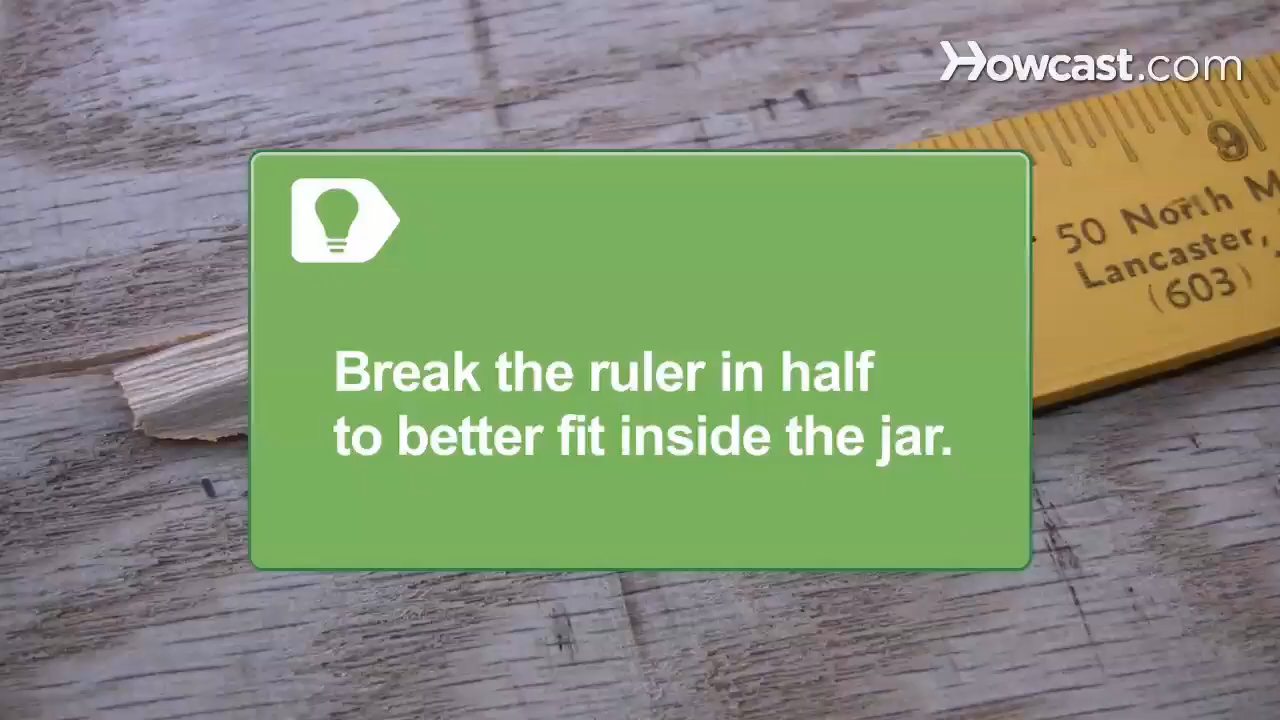 Howcast.com
9
50 North M
Lancaster,
(603)
Break the ruler in half
to better fit inside the jar.